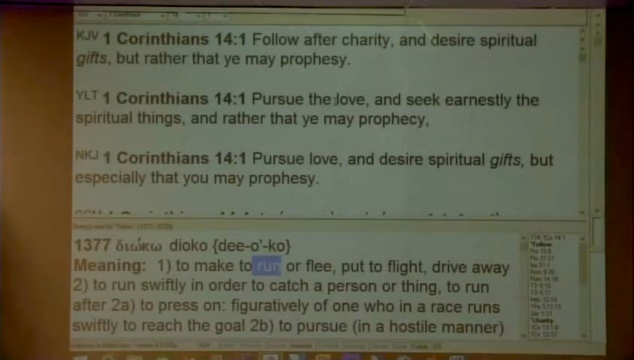 KJV 1 Corinthians 14:1 Follow after charity, and desire spiritual
gifts, but rather that ye may prophesy.
YLT 1 Corinthians 14:1 Pursue the love, and seek earnestly the
spiritual things, and rather that ye may prophecy,
NKJ 1 Corinthians 14:1 Pursue love, and desire spiritual gifts, but
especially that you may prophesy.
1377 διώκω dioko {dee-o'-ko}
Meaning: 1) to make to run or flee, put to flight, drive away
2) to run swiftly in order to catch a person or thing, to run
after 2a) to press on: figuratively of one who in a race runs
swiftly to reach the goal 2b) to pursue (in a hostile manner)